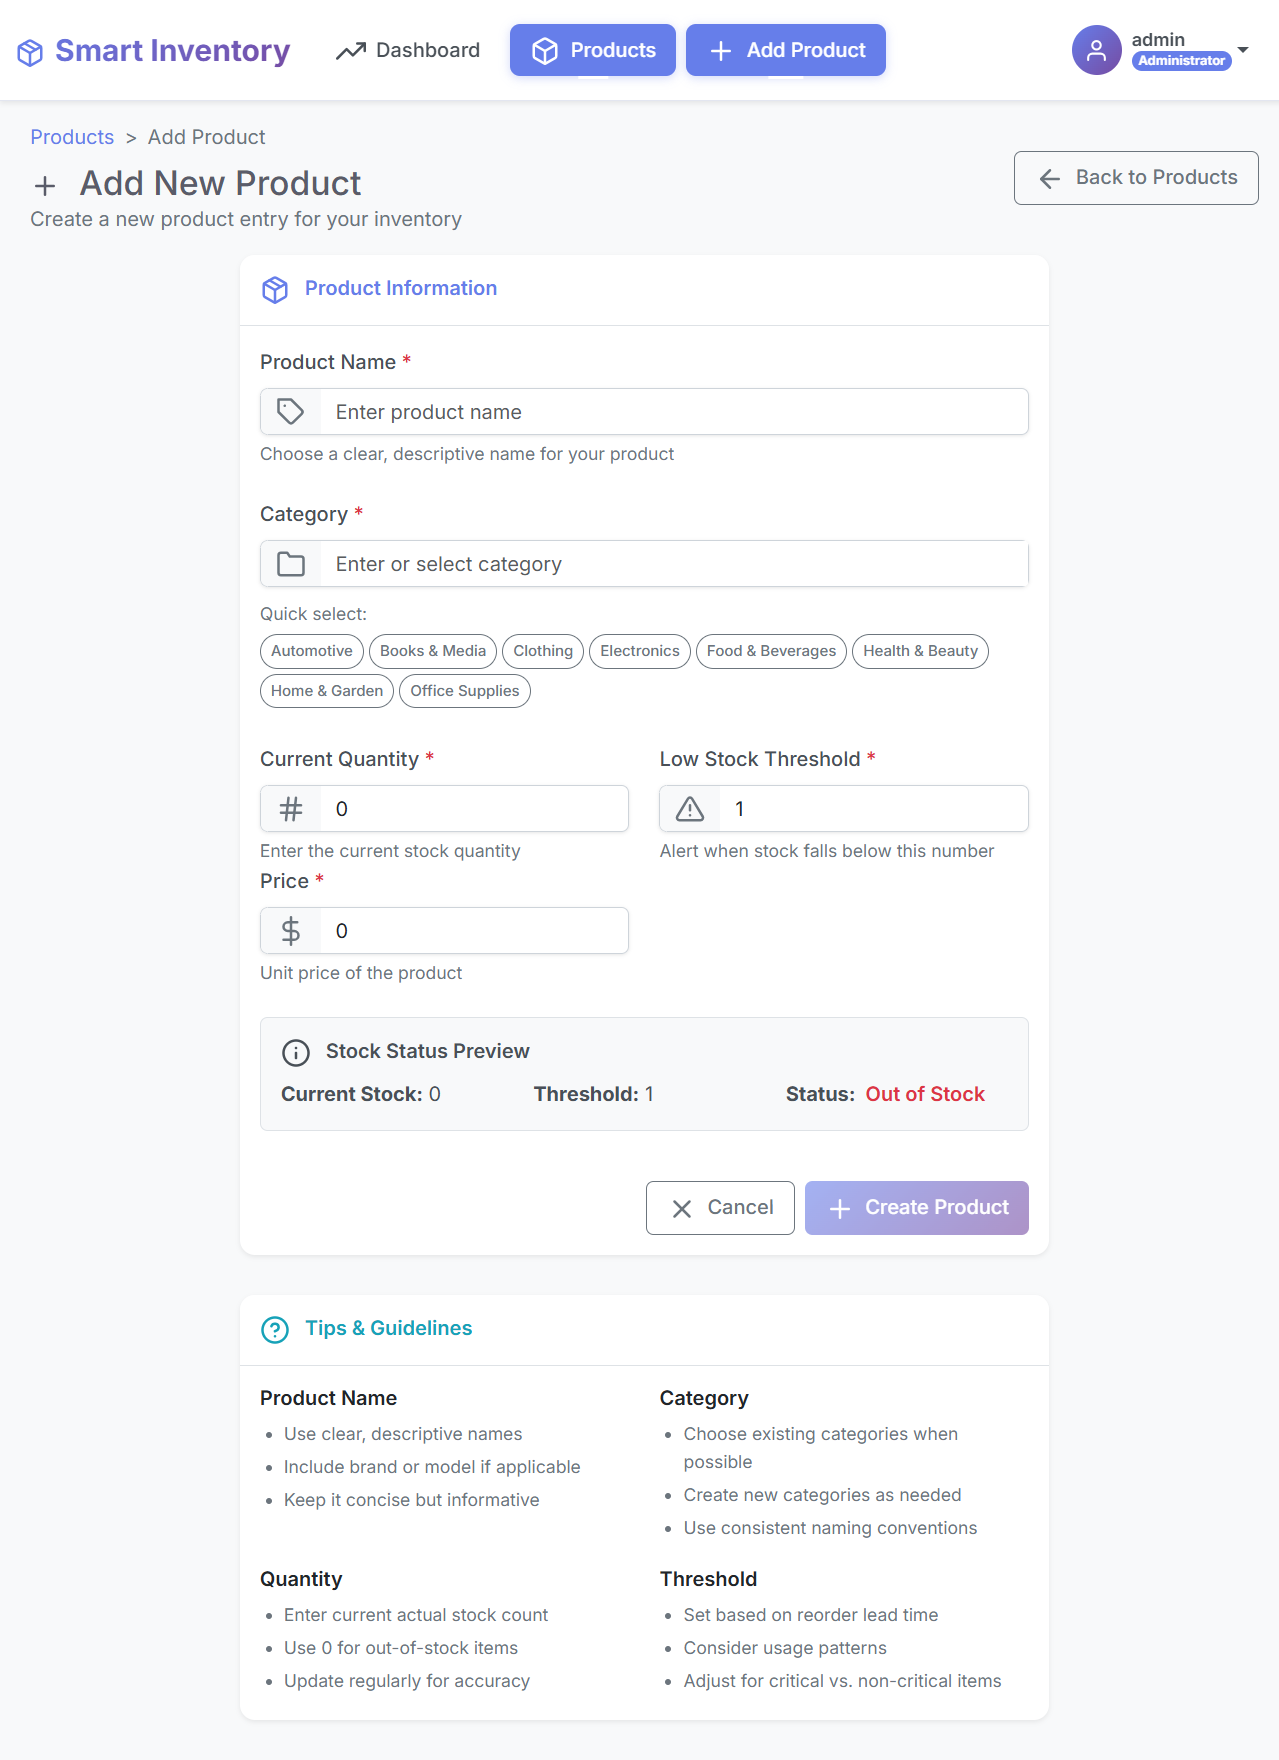 Smart Inventory
Dashboard
Products
Add Product
admin
Administrator
Products > Add Product
Add New Product
Create a new product entry for your inventory
Back to Products
Product Information
Product Name *
Enter product name
Choose a clear, descriptive name for your product
Category *
Enter or select category
Quick select:
Automotive Books & Media Clothing Electronics Food & Beverages Health & Beauty
Home & Garden Office Supplies
Current Quantity *
0
Enter the current stock quantity
Low Stock Threshold *
1
Alert when stock falls below this number
Price *
$ 0
Unit price of the product
Stock Status Preview
Current Stock: 0 Threshold: 1 Status: Out of Stock
Cancel
Create Product
Tips & Guidelines
Product Name
Use clear, descriptive names
Include brand or model if applicable
Keep it concise but informative
Category
Choose existing categories when
possible
Create new categories as needed
Use consistent naming conventions
Quantity
Enter current actual stock count
Use 0 for out-of-stock items
Update regularly for accuracy
Threshold
Set based on reorder lead time
Consider usage patterns
Adjust for critical vs. non-critical items